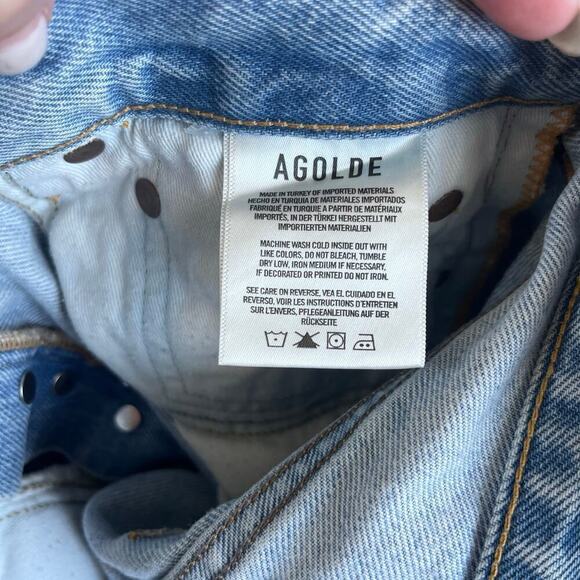 AGOLDE
MADE IN TURKEY OF IMPORTED MATERIALS
HECHO EN TURQUIA DE MATERIALES IMPORTADOS
FABRIQUÉ EN TURQUIE A PARTIR DE MATÉRIAUX
IMPORTÉS, IN DER TÜRKEI HERGESTELLT MIT
IMPORTIERTEN MATERIALIEN
MACHINE WASH COLD INSIDE OUT WITH
LIKE COLORS, DO NOT BLEACH, TUMBLE
DRY LOW, IRON MEDIUM IF NECESSARY,
IF DECORATED OR PRINTED DO NOT IRON.
SEE CARE ON REVERSE, VEA EL CUIDADO EN EL
REVERSO, VOIR LES INSTRUCTIONS D'ENTRETIEN
SUR L'ENVERS, PFLEGEANLEITUNG AUF DER
RÜCKSEITE